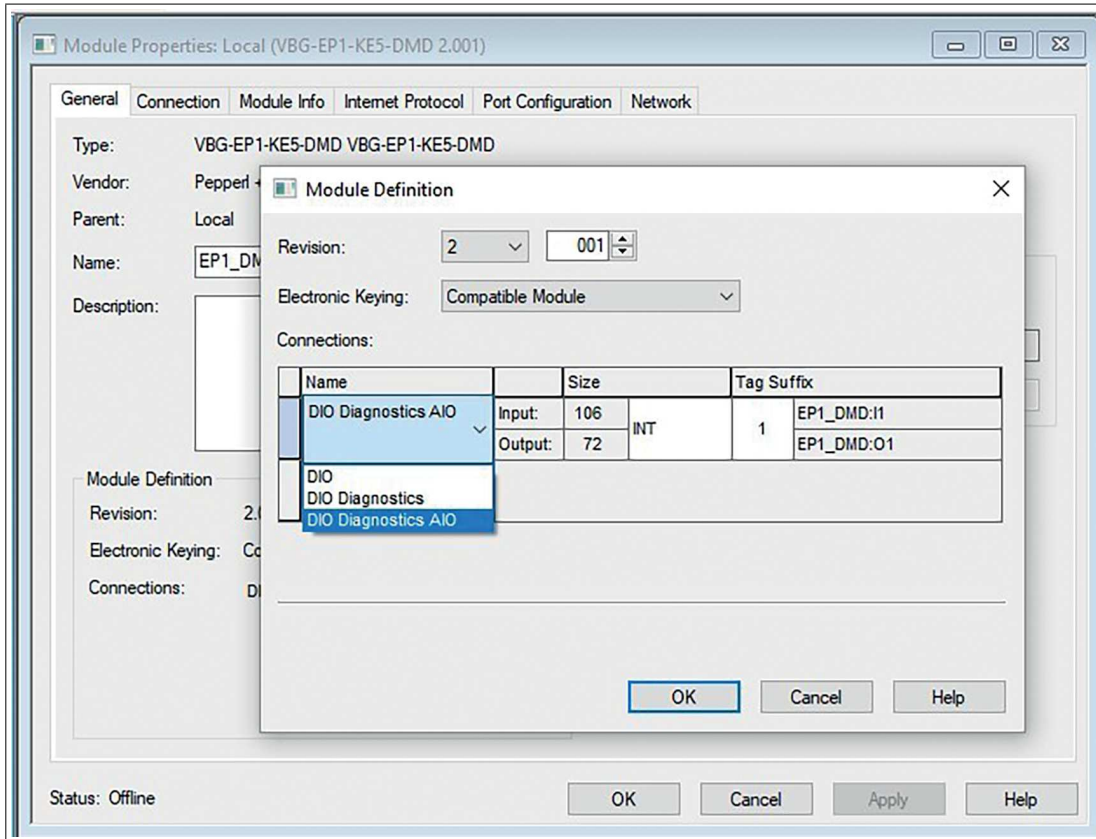 Module Properties: Local (VBG-EP1-KE5-DMD 2.001)
General Connection Module Info Internet Protocol Port Configuration Network
Type: VBG-EP1-KE5-DMD VBG-EP1-KE5-DMD
Vendor: Pepperl +
Parent: Local
Name: EP1_DM
Description:
Module Definition
Revision: 2.0
Electronic Keying: Co
Connections: DI
Module Definition
Revision: 2 001
Electronic Keying: Compatible Module
Connections:
Name Size Tag Suffix
DIO Diagnostics AIO Input: 106 INT 1 EP1_DMD:I1
Output: 72 EP1_DMD:O1
DIO
DIO Diagnostics
DIO Diagnostics AIO
OK Cancel Help
Status: Offline OK Cancel Apply Help